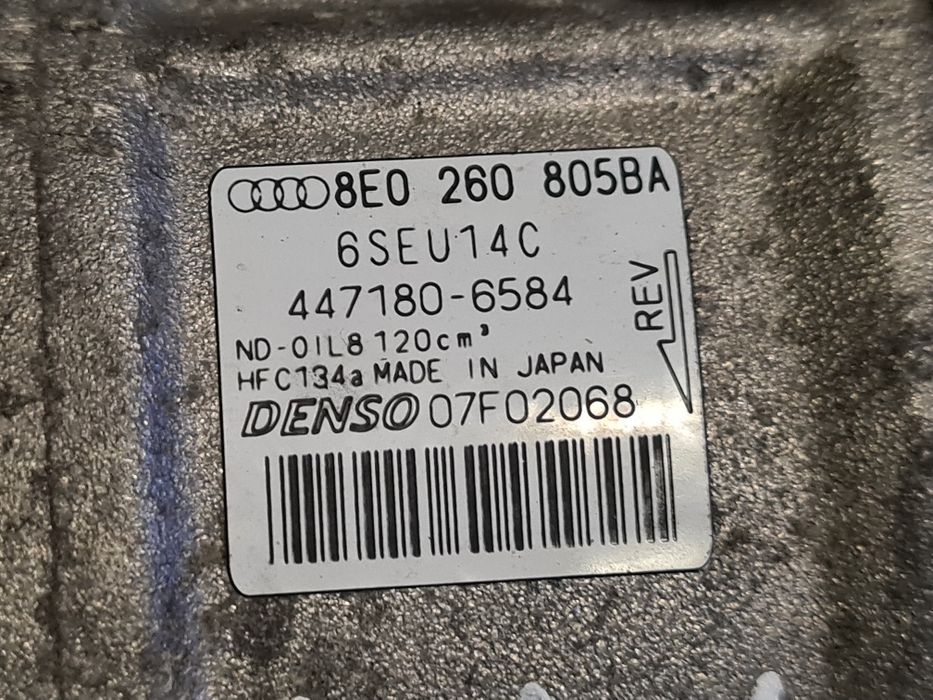 8E0 260 805BA
6SEU14C
447180-6584
REV
ND-OIL8 120cm³
HFC134a MADE IN JAPAN
DENSO 07F02068